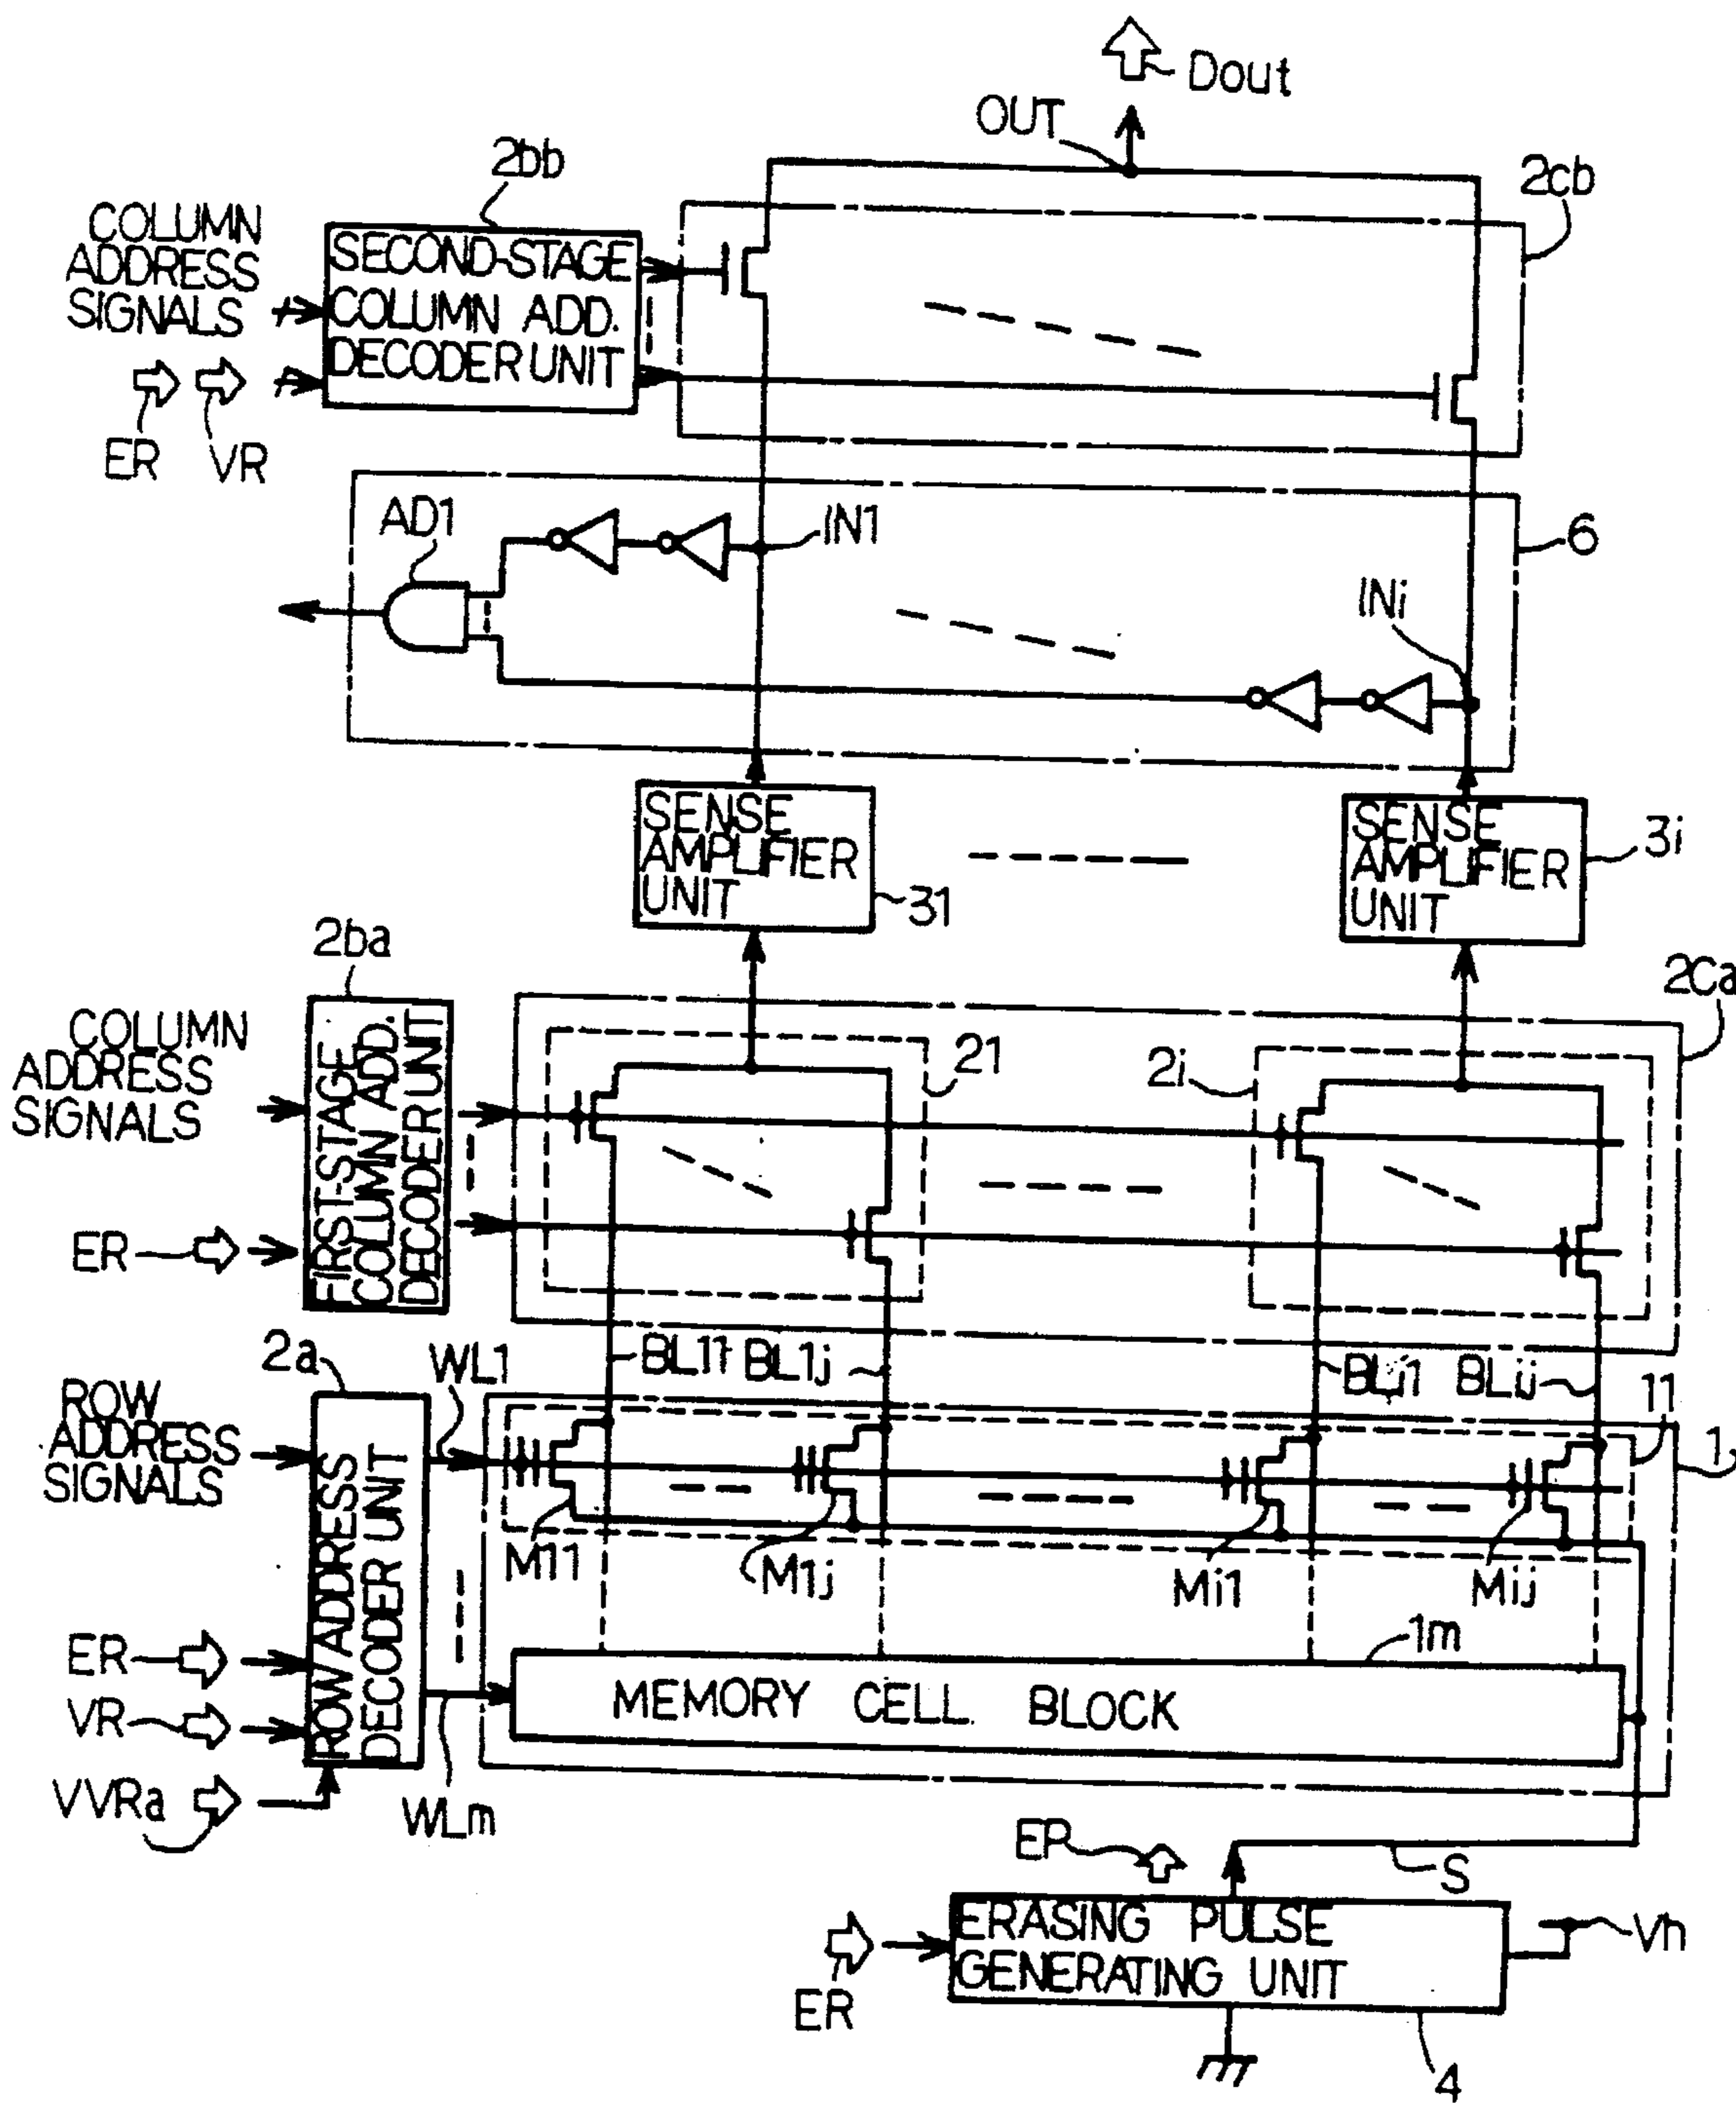 Dout
OUT
2bb
2cb
COLUMN
ADDRESS
SIGNALS
SECOND-STAGE
COLUMN ADD.
DECODER UNIT
ER
VR
AD1
IN1
6
INi
SENSE
AMPLIFIER
UNIT
31
SENSE
AMPLIFIER
UNIT
3i
2ba
2Ca
COLUMN
ADDRESS
SIGNALS
FIRST-STAGE
COLUMN ADD.
DECODER UNIT
21
2i
ER
2a
WL1
BL11
BL1j
BLi1
BLij
11
1
ROW
ADDRESS
SIGNALS
ROW ADDRESS
DECODER UNIT
M11
M1j
Mi1
Mij
ER
VR
VVRa
WLm
1m
MEMORY CELL BLOCK
EP
S
ERASING PULSE
GENERATING UNIT
Vh
ER
4